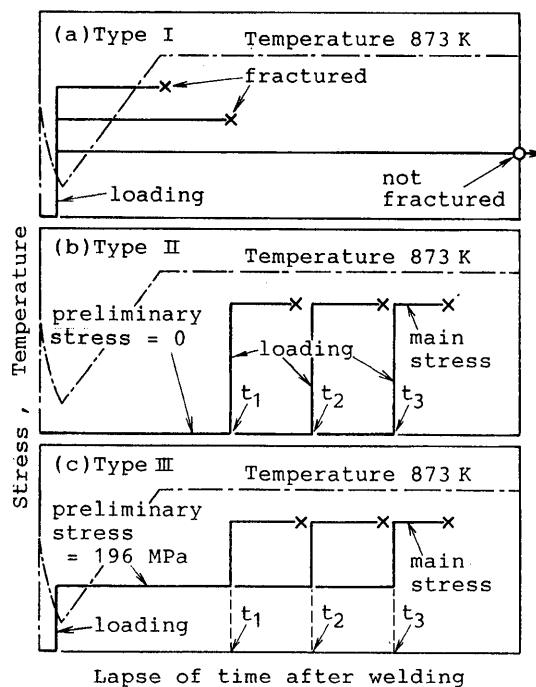 (a) Type I
Temperature 873 K
fractured
loading
not
fractured
(b) Type II
Temperature 873 K
preliminary
stress = 0
loading
main
stress
t1
t2
t3
(c) Type III
Temperature 873 K
preliminary
stress
= 196 MPa
main
stress
loading
t1
t2
t3
Stress, Temperature
Lapse of time after welding